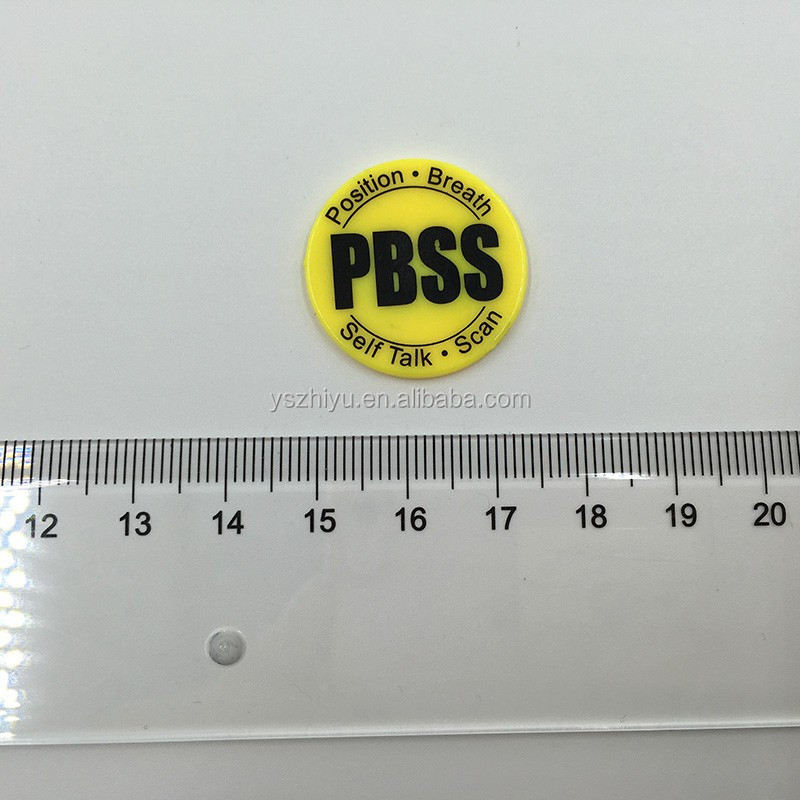 Position • Breath
PBSS
Self Talk • Scan
yszhiyu.en.alibaba.com
12 13 14 15 16 17 18 19 20